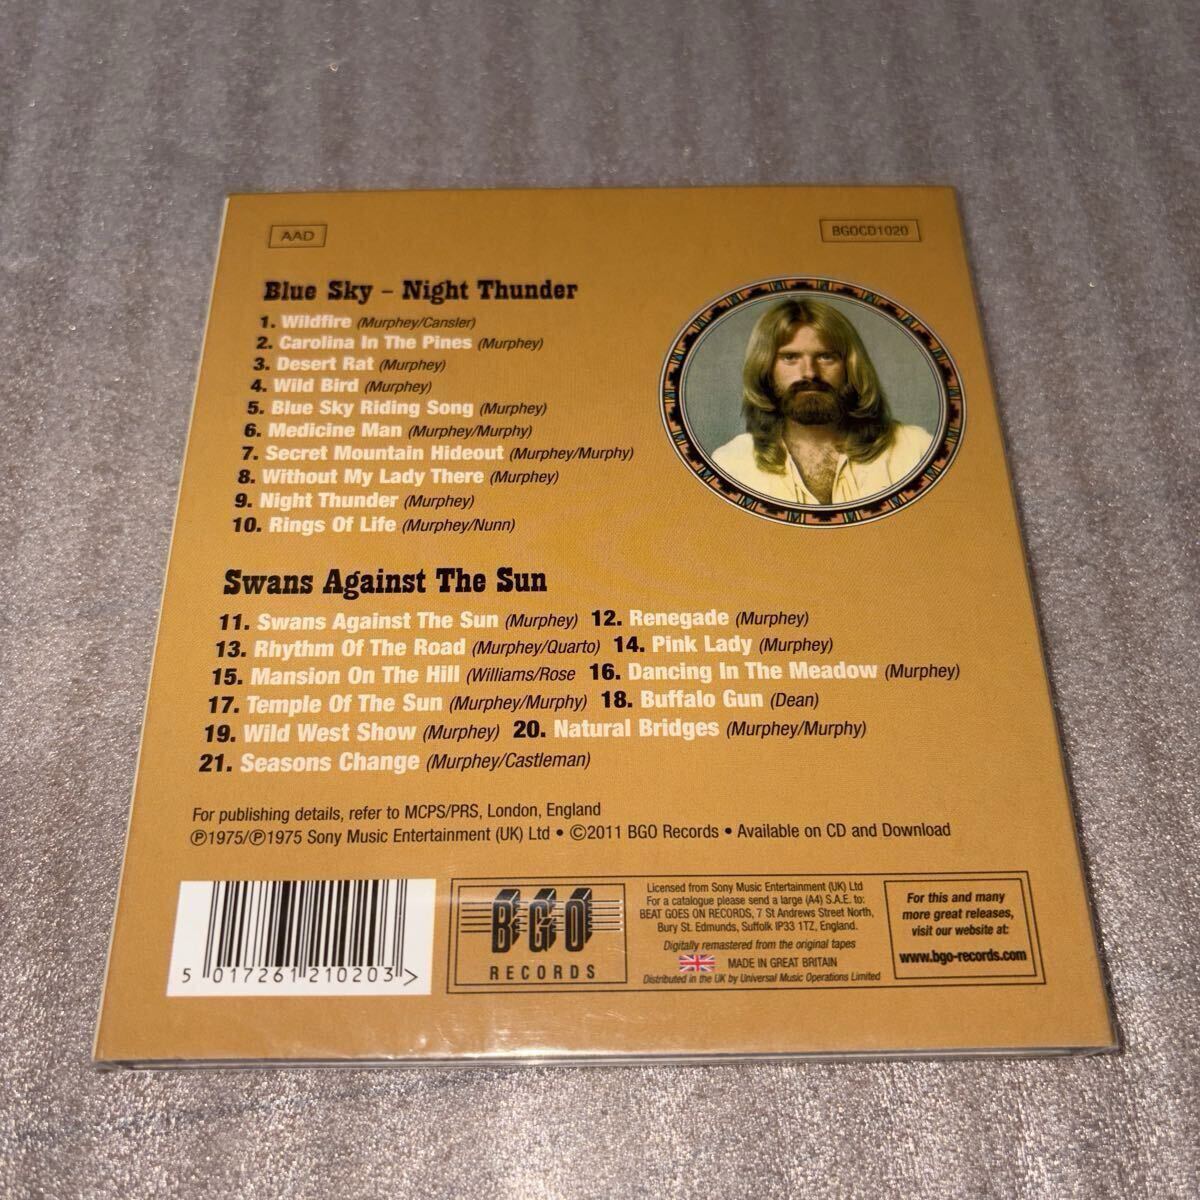 AAD
BGOCD1020
Blue Sky – Night Thunder
1. Wildfire (Murphey/Cansler)
2. Carolina In The Pines (Murphey)
3. Desert Rat (Murphey)
4. Wild Bird (Murphey)
5. Blue Sky Riding Song (Murphey)
6. Medicine Man (Murphey/Murphy)
7. Secret Mountain Hideout (Murphey/Murphy)
8. Without My Lady There (Murphey)
9. Night Thunder (Murphey)
10. Rings Of Life (Murphey/Nunn)
Swans Against The Sun
11. Swans Against The Sun (Murphey) 12. Renegade (Murphey)
13. Rhythm Of The Road (Murphey/Quarto) 14. Pink Lady (Murphey)
15. Mansion On The Hill (Williams/Rose 16. Dancing In The Meadow (Murphey)
17. Temple Of The Sun (Murphey/Murphy) 18. Buffalo Gun (Dean)
19. Wild West Show (Murphey) 20. Natural Bridges (Murphey/Murphy)
21. Seasons Change (Murphey/Castleman)
For publishing details, refer to MCPS/PRS, London, England
℗1975/℗1975 Sony Music Entertainment (UK) Ltd • ©2011 BGO Records • Available on CD and Download
5 017261 210203 >
BGO
RECORDS
Licensed from Sony Music Entertainment (UK) Ltd
For a catalogue please send a large (A4) S.A.E. to:
BEAT GOES ON RECORDS, 7 St Andrews Street North,
Bury St. Edmunds, Suffolk IP33 1TZ, England.
Digitally remastered from the original tapes
MADE IN GREAT BRITAIN
Distributed in the UK by Universal Music Operations Limited
For this and many
more great releases,
visit our website at:
www.bgo-records.com